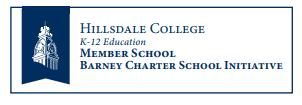 HILLSDALE COLLEGE
K-12 Education
MEMBER SCHOOL
BARNEY CHARTER SCHOOL INITIATIVE